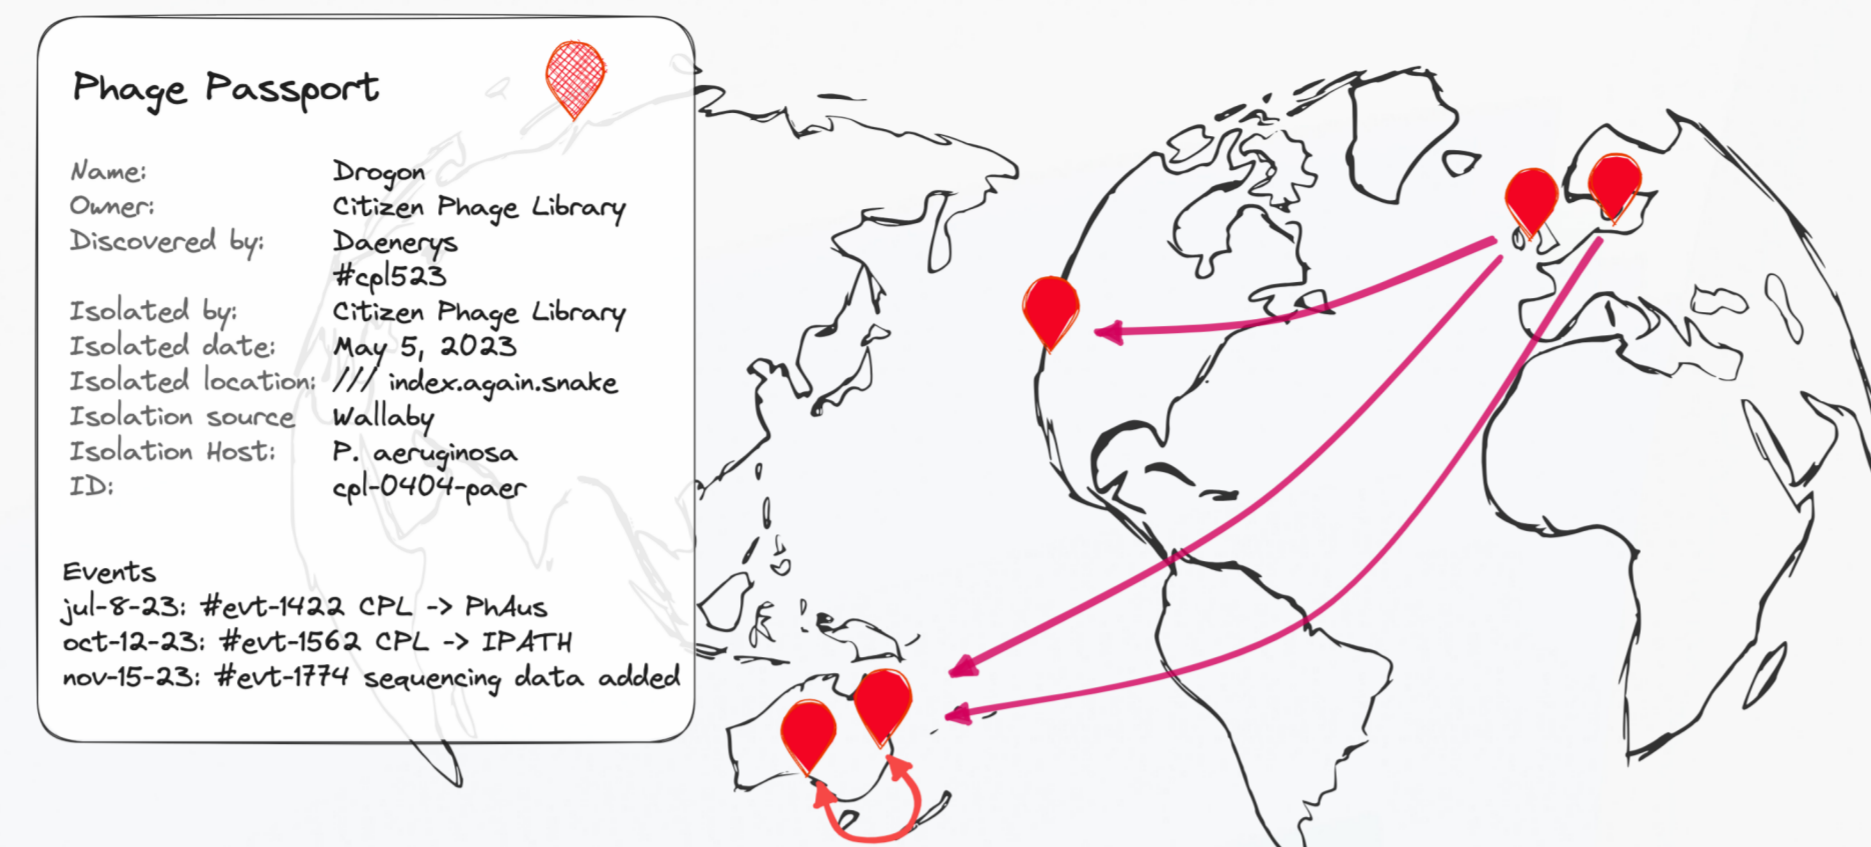 Phage Passport
Name: Drogon
Owner: Citizen Phage Library
Discovered by: Daenerys
#cpl523
Isolated by: Citizen Phage Library
Isolated date: May 5, 2023
Isolated location: /// index.again.snake
Isolation source Wallaby
Isolation Host: P. aeruginosa
ID: cpl-0404-paer
Events
jul-8-23: #evt-1422 CPL -> PhAus
oct-12-23: #evt-1562 CPL -> IPATH
nov-15-23: #evt-1774 sequencing data added